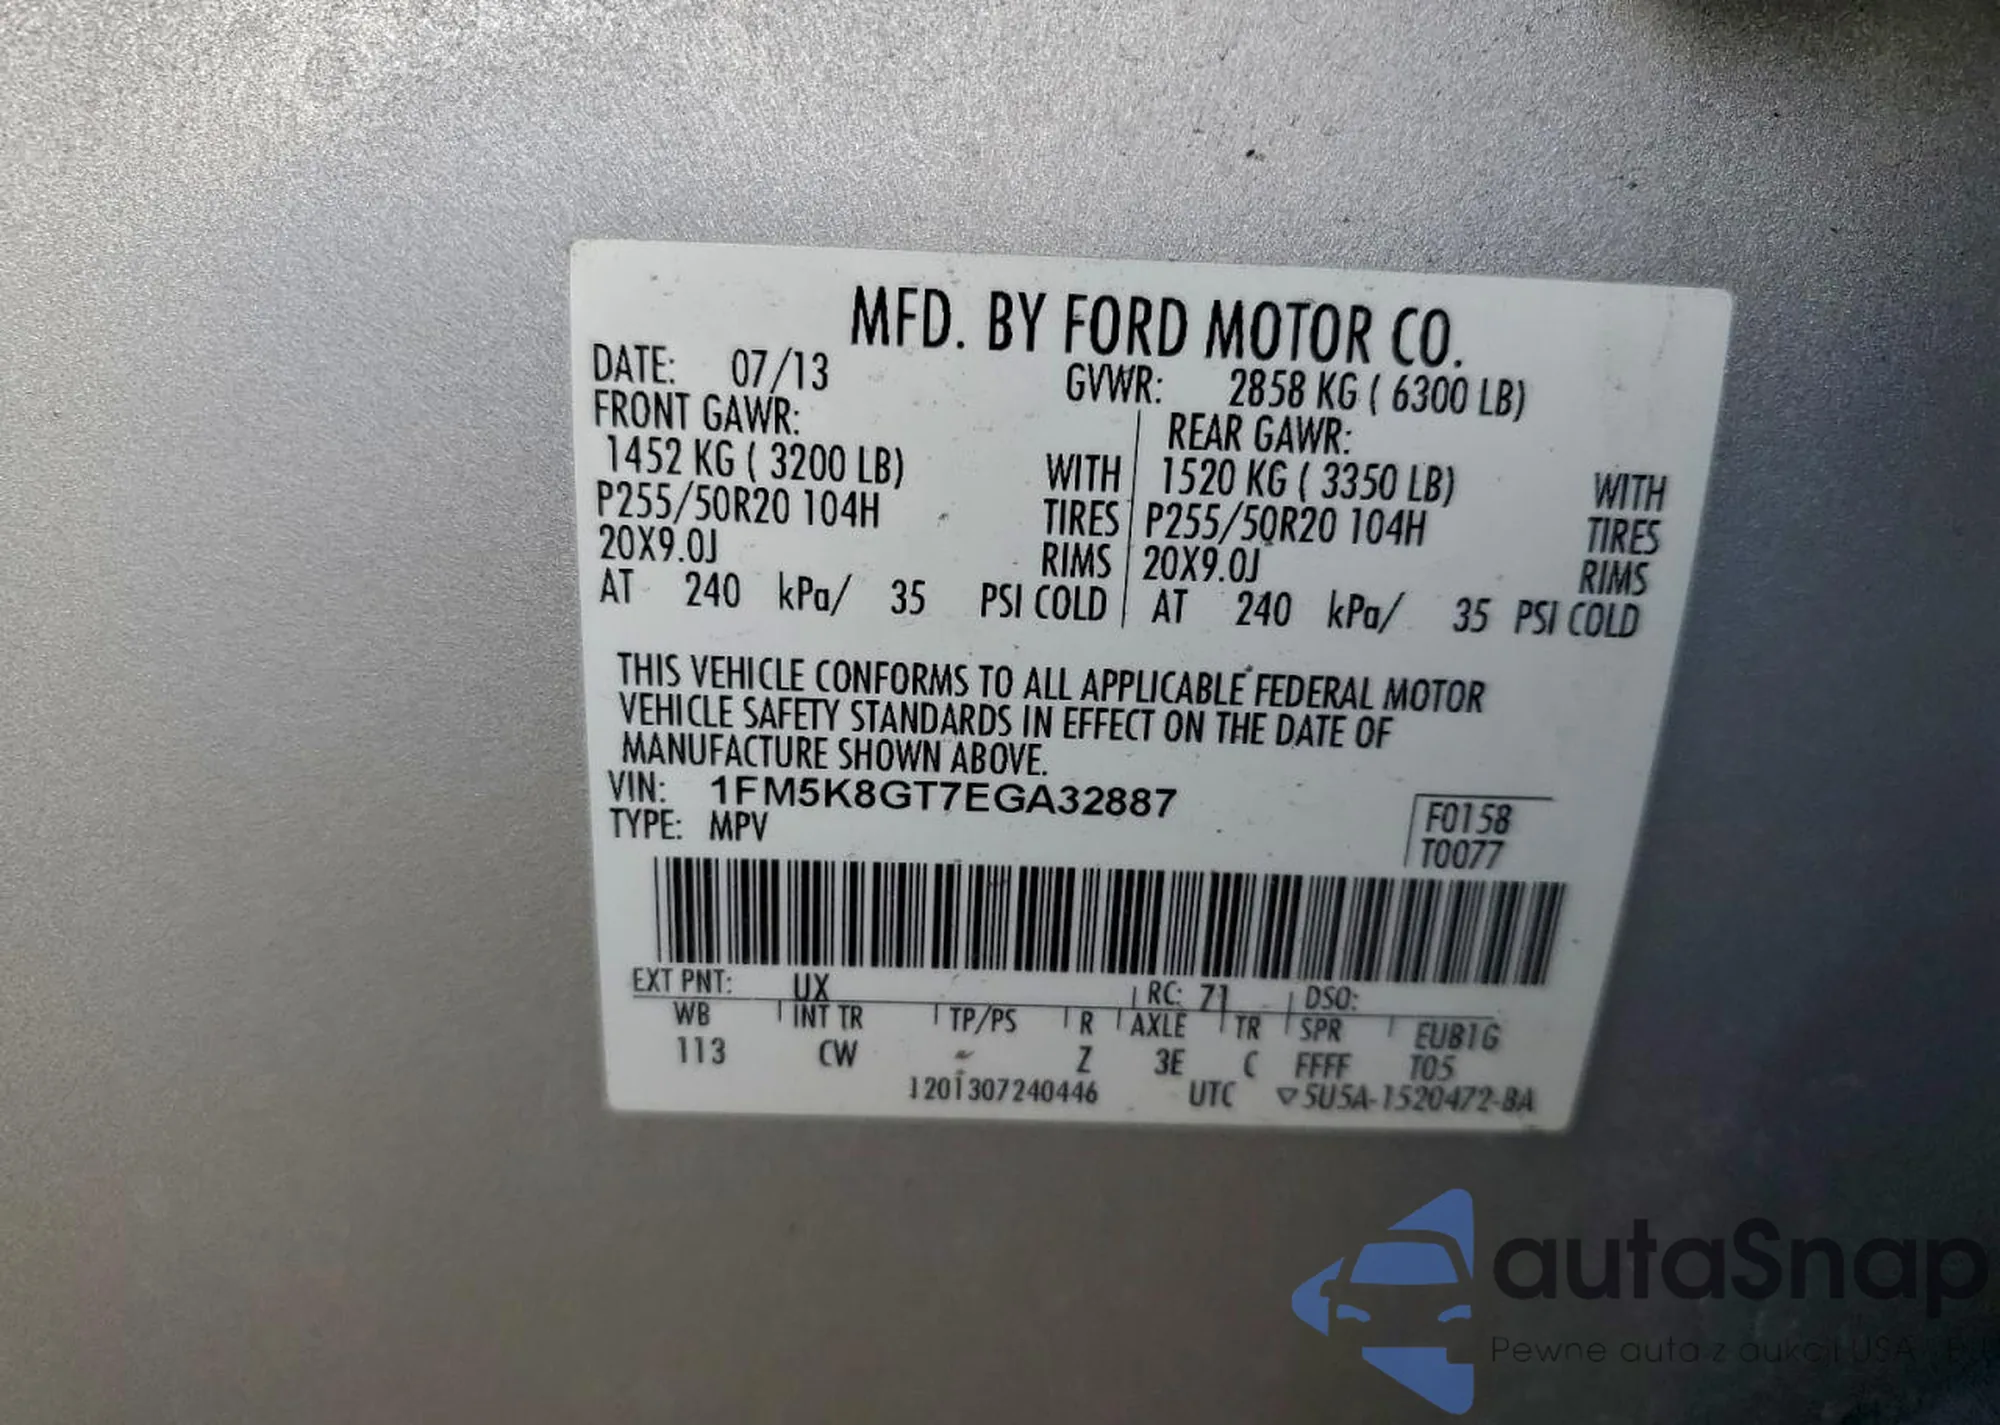 MFD. BY FORD MOTOR CO.
DATE: 07/13 GVWR: 2858 KG ( 6300 LB)
FRONT GAWR: REAR GAWR:
1452 KG ( 3200 LB) WITH 1520 KG ( 3350 LB) WITH
P255/50R20 104H TIRES P255/50R20 104H TIRES
20X9.0J RIMS 20X9.0J RIMS
AT 240 kPa/ 35 PSI COLD AT 240 kPa/ 35 PSI COLD
THIS VEHICLE CONFORMS TO ALL APPLICABLE FEDERAL MOTOR
VEHICLE SAFETY STANDARDS IN EFFECT ON THE DATE OF
MANUFACTURE SHOWN ABOVE.
VIN: 1FM5K8GT7EGA32887
TYPE: MPV
F0158
T0077
EXT PNT: UX RC: 71 DSO:
WB INT TR TP/PS R AXLE TR SPR EUB1G
113 CW Z 3E C FFFF T05
1201307240446 UTC ▽5U5A-1520472-BA
autaSnap
Pewne auta z aukcji USA